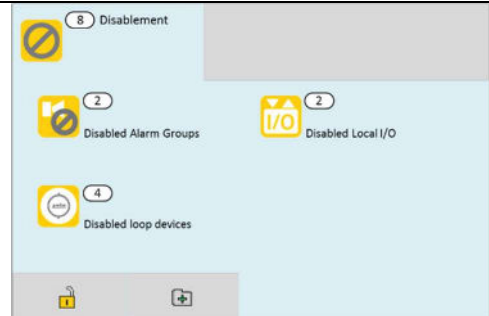 8 Disablement
2
Disabled Alarm Groups
2
I/O
Disabled Local I/O
4
Disabled loop devices